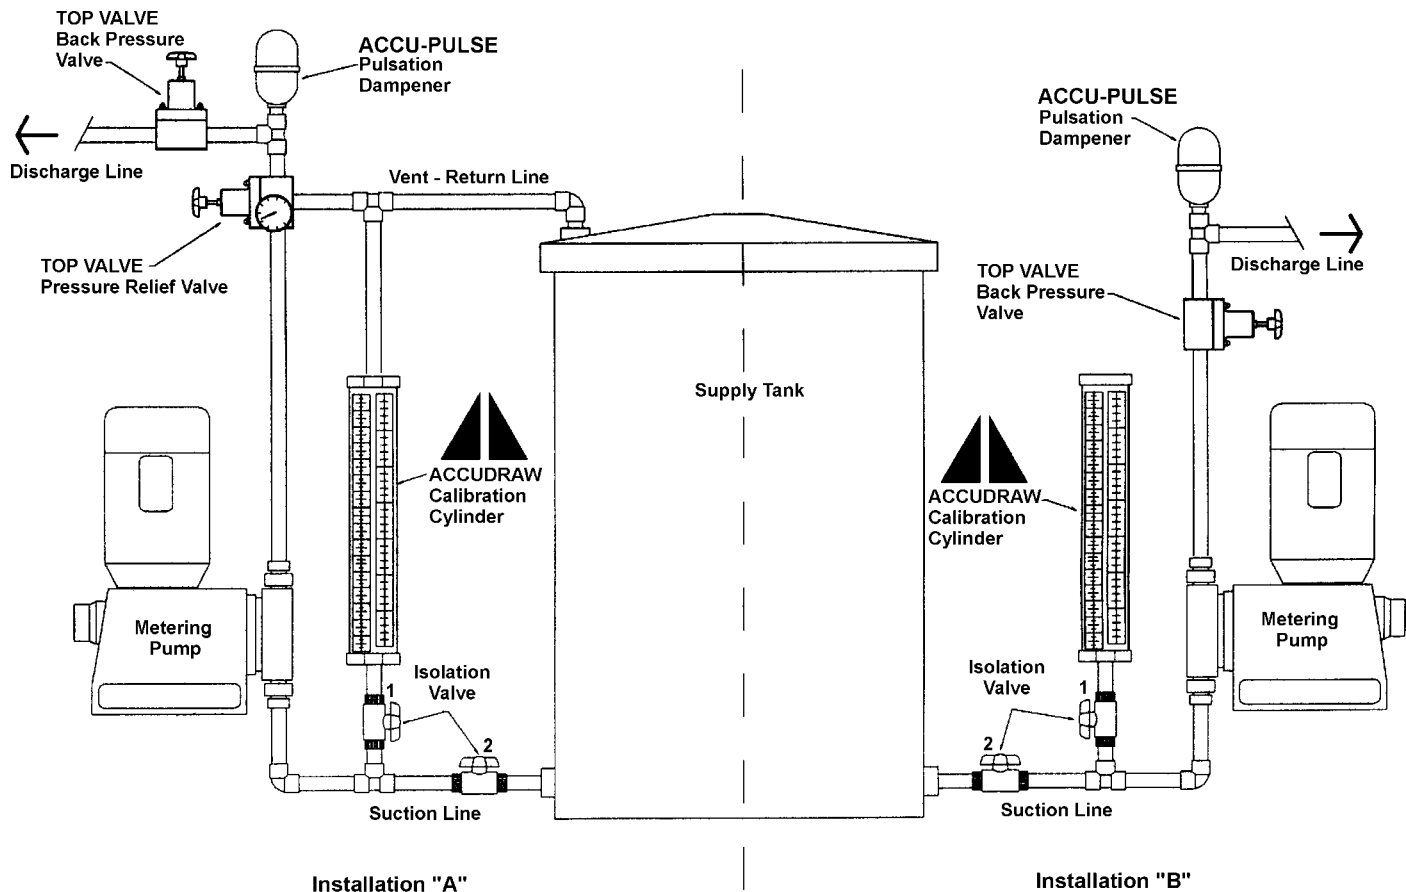 TOP VALVE
Back Pressure
Valve
ACCU-PULSE
Pulsation
Dampener
Discharge Line
Vent - Return Line
TOP VALVE
Pressure Relief Valve
ACCUDRAW
Calibration
Cylinder
Metering
Pump
Isolation
Valve
1
2
Suction Line
Installation "A"
Supply Tank
ACCU-PULSE
Pulsation
Dampener
Discharge Line
TOP VALVE
Back Pressure
Valve
ACCUDRAW
Calibration
Cylinder
Metering
Pump
Isolation
Valve
1
2
Suction Line
Installation "B"